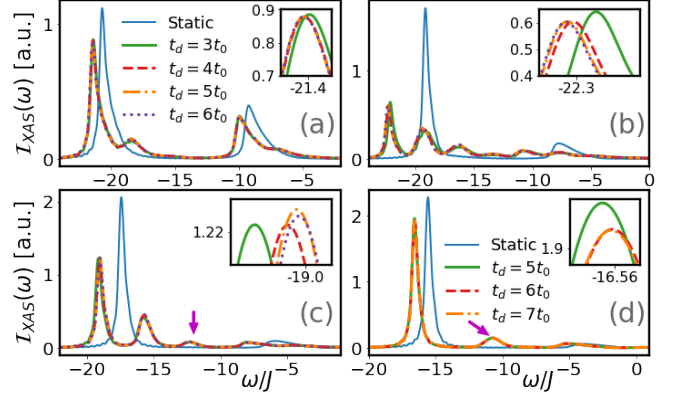 I_XAS(ω) [a.u.]
1
0
−20
−15
−10
−5
Static
t_d = 3t_0
t_d = 4t_0
t_d = 5t_0
t_d = 6t_0
0.9
0.8
0.7
-21.4
(a)
1
0
−20
−15
−10
−5
0
0.6
0.5
0.4
-22.3
(b)
I_XAS(ω) [a.u.]
2
1
0
−20
−15
−10
−5
ω/J
1.22
-19.0
(c)
2
0
−20
−15
−10
−5
0
ω/J
Static
t_d = 5t_0
t_d = 6t_0
t_d = 7t_0
1.9
-16.56
(d)